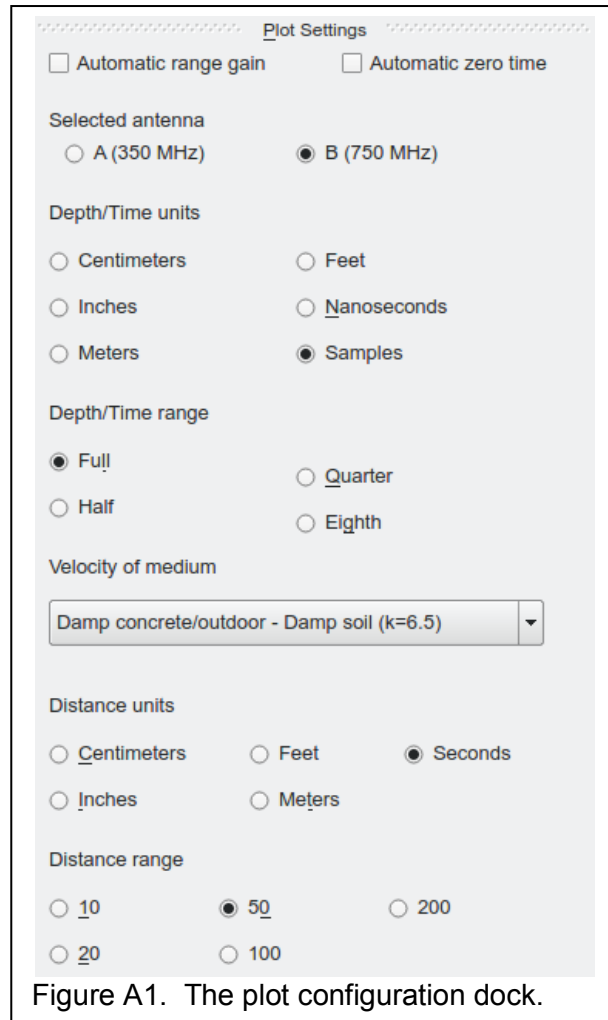 Plot Settings
Automatic range gain Automatic zero time
Selected antenna
A (350 MHz) B (750 MHz)
Depth/Time units
Centimeters Feet
Inches Nanoseconds
Meters Samples
Depth/Time range
Full
Quarter
Half
Eighth
Velocity of medium
Damp concrete/outdoor - Damp soil (k=6.5)
Distance units
Centimeters Feet Seconds
Inches Meters
Distance range
10 50 200
20 100
Figure A1. The plot configuration dock.